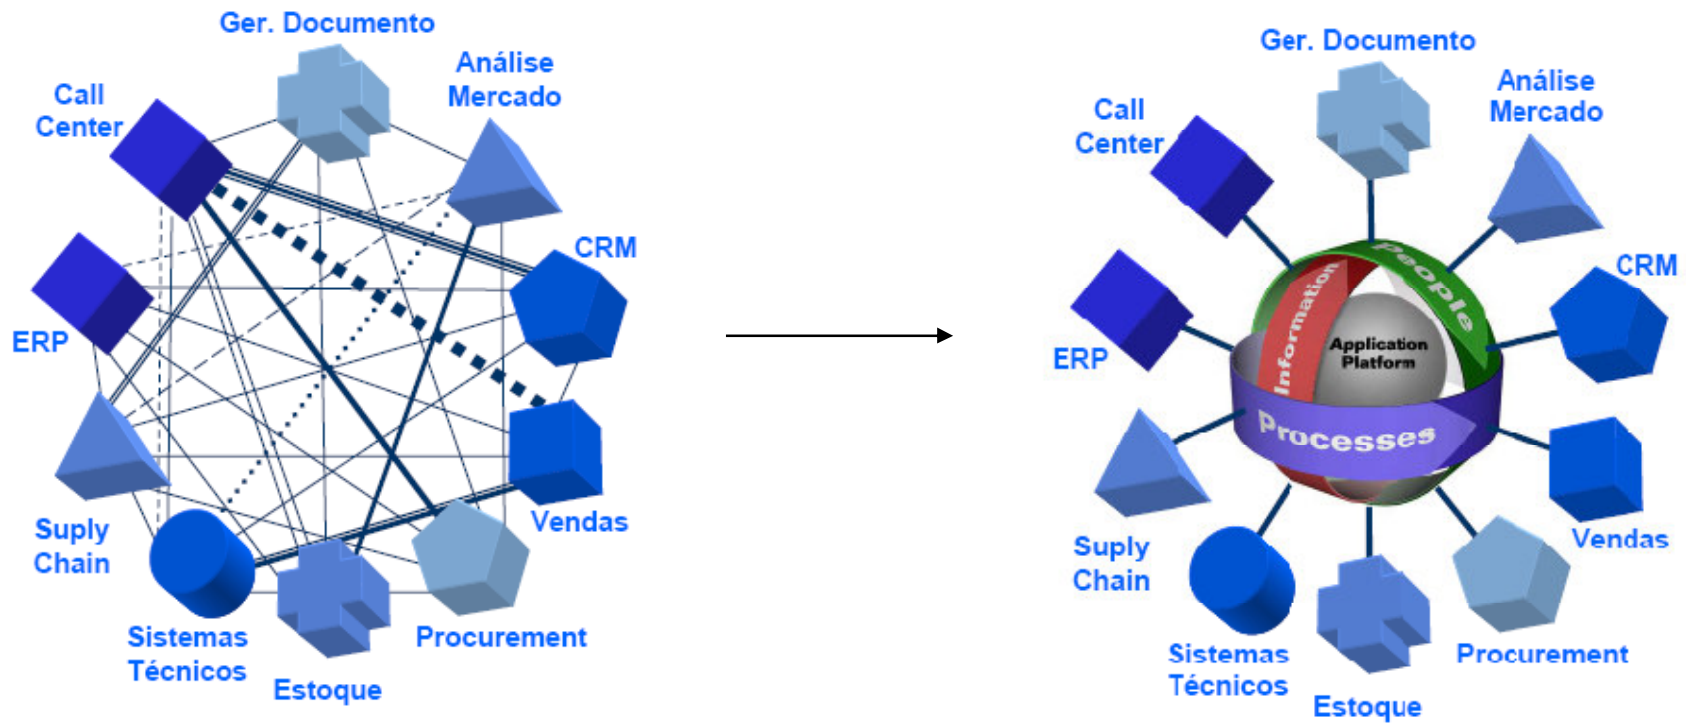 Ger. Documento
Análise
Mercado
Call
Center
CRM
ERP
Vendas
Suply
Chain
Sistemas
Técnicos
Procurement
Estoque
Ger. Documento
Análise
Mercado
Call
Center
CRM
ERP
People
Information
Application
Platform
Processes
Vendas
Suply
Chain
Sistemas
Técnicos
Procurement
Estoque